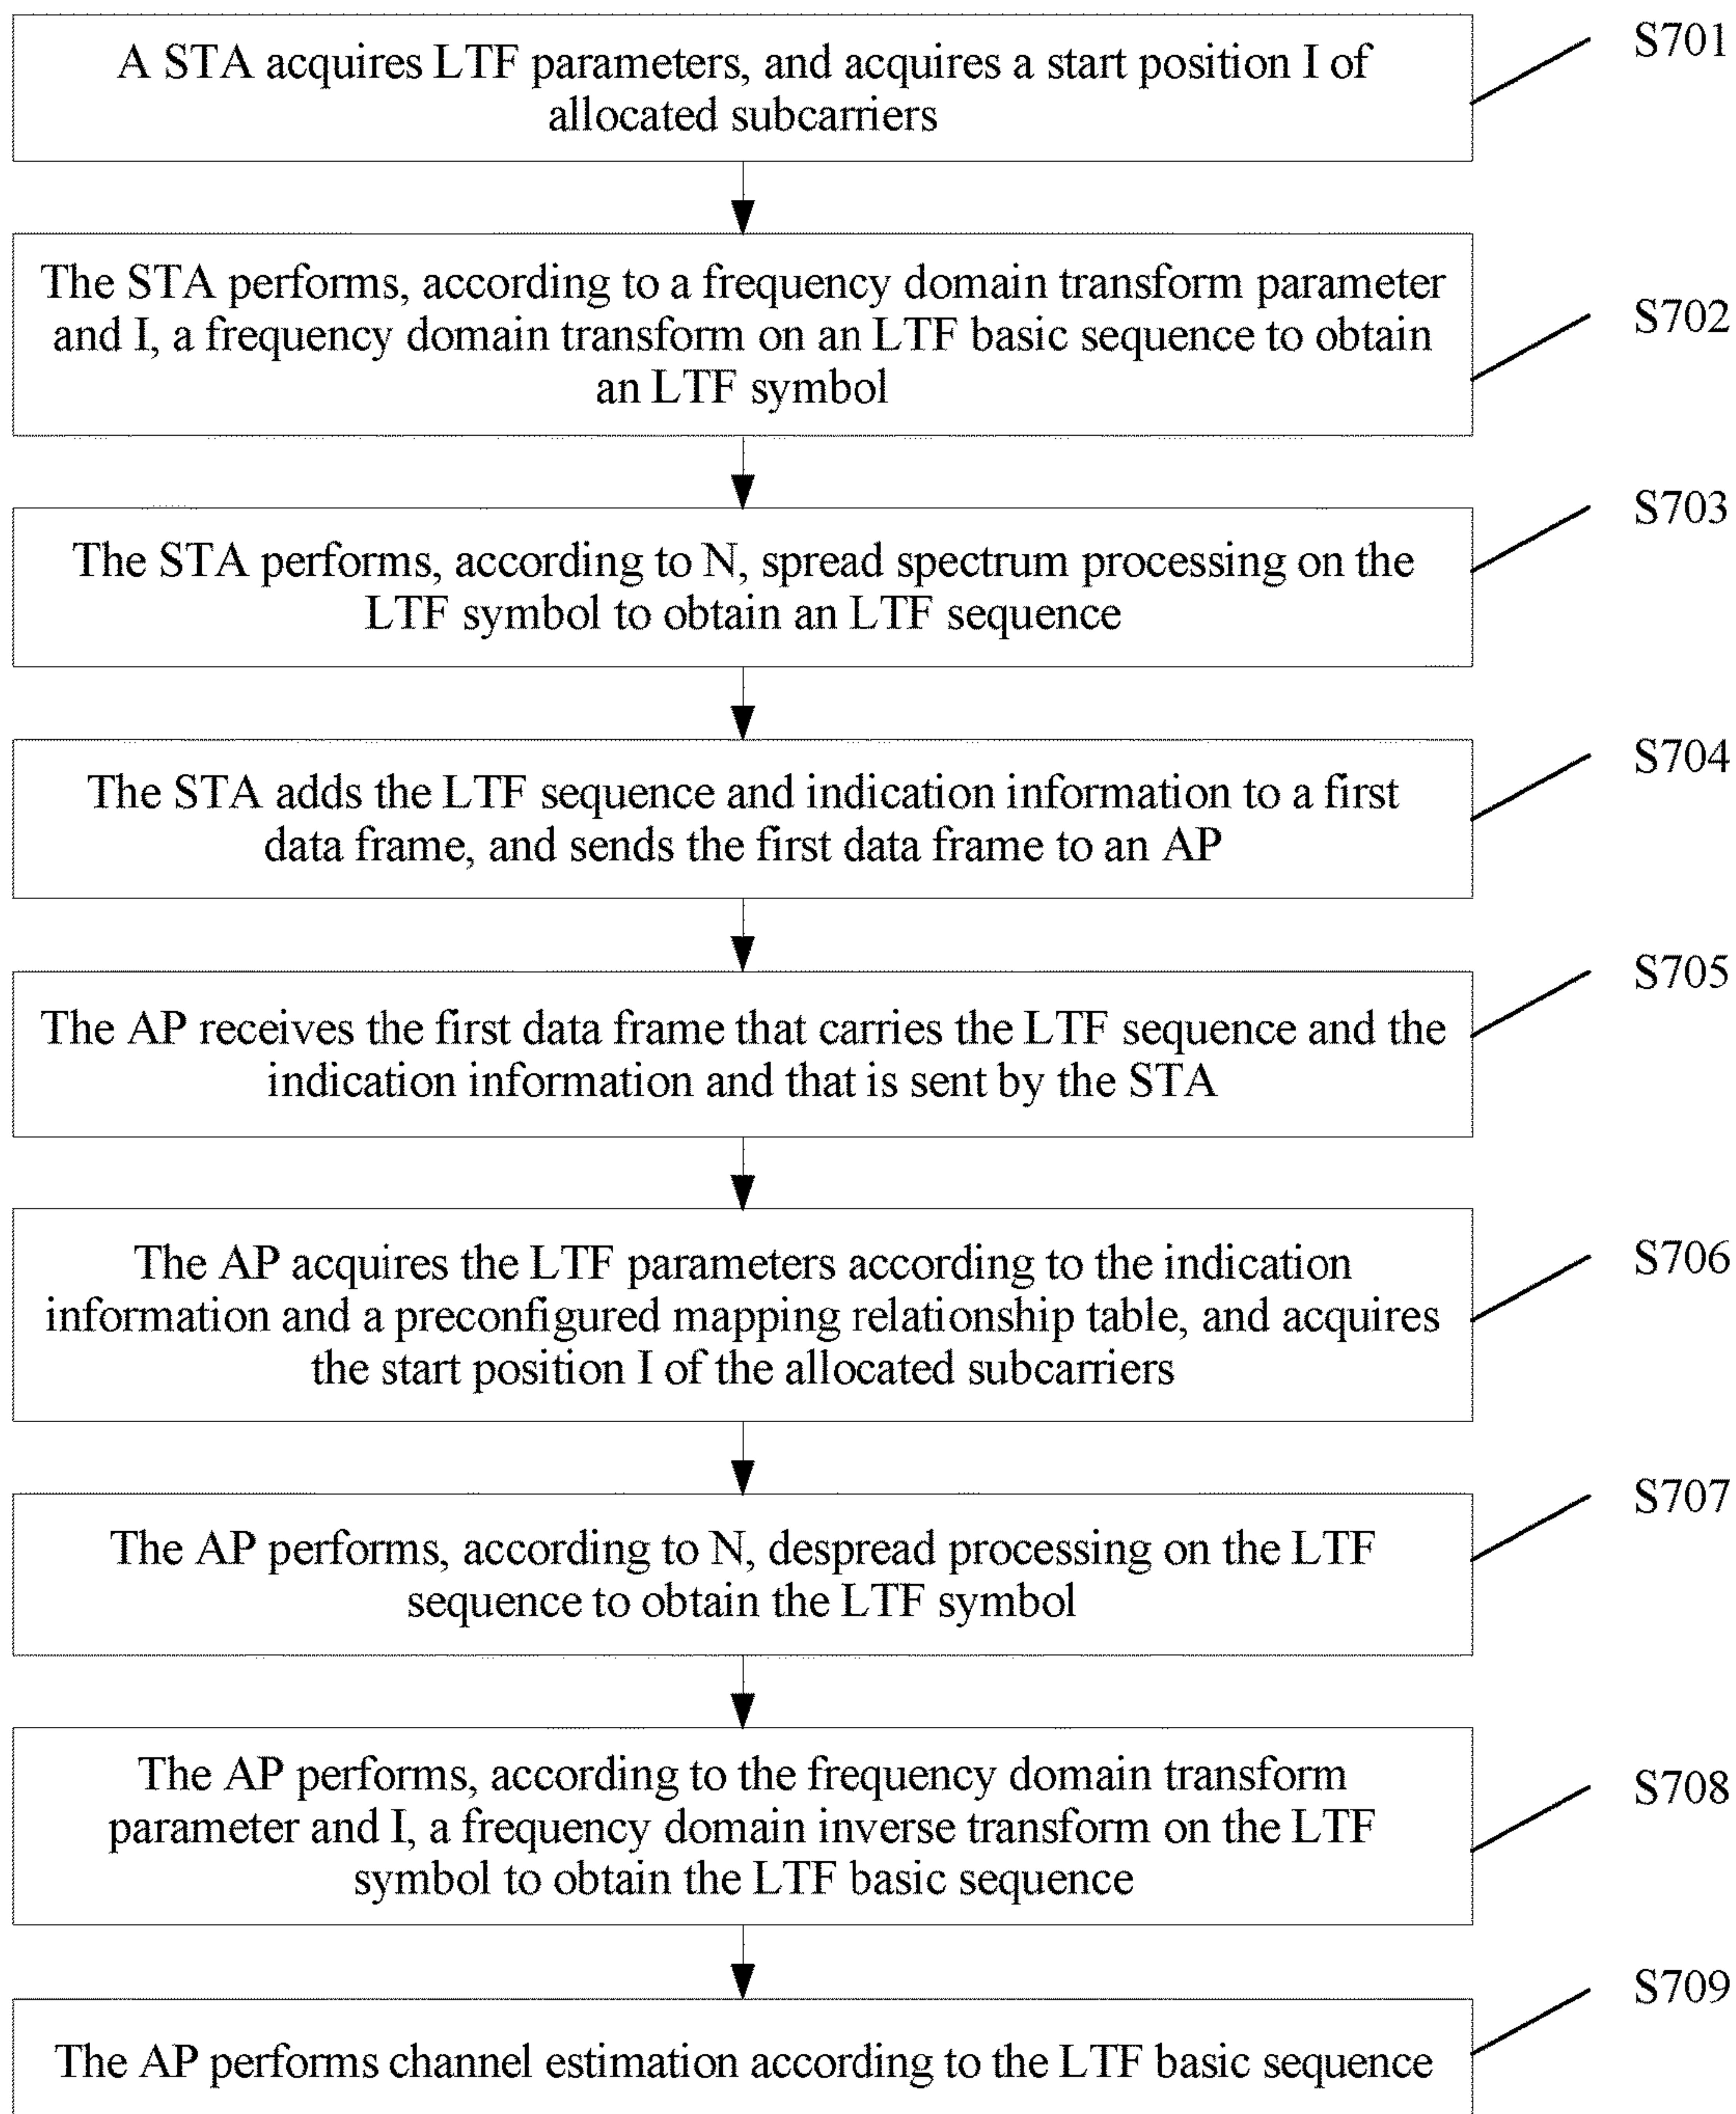 A STA acquires LTF parameters, and acquires a start position I of
allocated subcarriers
S701
The STA performs, according to a frequency domain transform parameter
and I, a frequency domain transform on an LTF basic sequence to obtain
an LTF symbol
S702
The STA performs, according to N, spread spectrum processing on the
LTF symbol to obtain an LTF sequence
S703
The STA adds the LTF sequence and indication information to a first
data frame, and sends the first data frame to an AP
S704
The AP receives the first data frame that carries the LTF sequence and the
indication information and that is sent by the STA
S705
The AP acquires the LTF parameters according to the indication
information and a preconfigured mapping relationship table, and acquires
the start position I of the allocated subcarriers
S706
The AP performs, according to N, despread processing on the LTF
sequence to obtain the LTF symbol
S707
The AP performs, according to the frequency domain transform
parameter and I, a frequency domain inverse transform on the LTF
symbol to obtain the LTF basic sequence
S708
The AP performs channel estimation according to the LTF basic sequence
S709